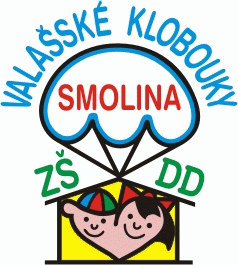 VALAŠSKÉ KLOBOUKY
SMOLINA
ZŠ DD